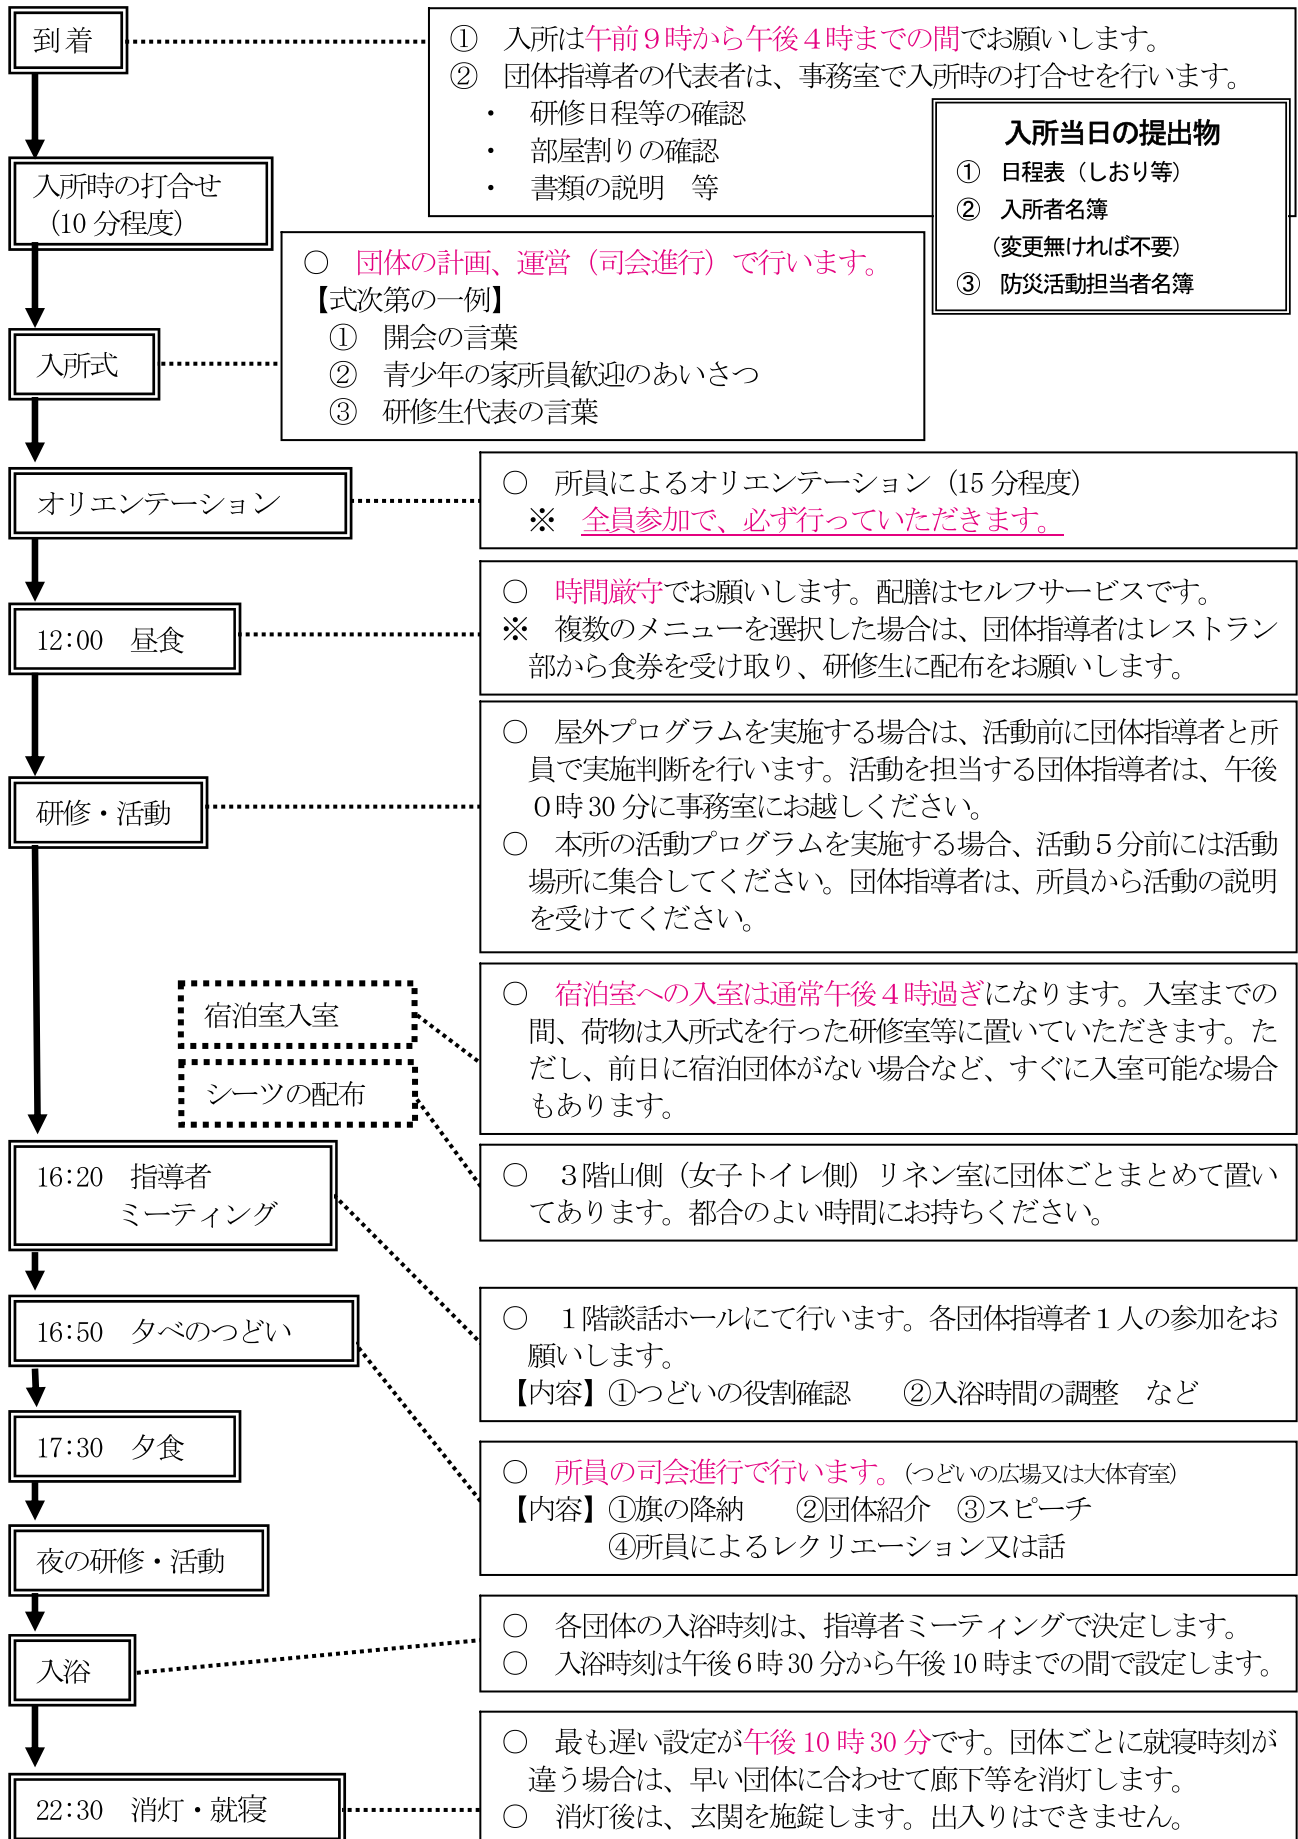 到着
①　入所は午前９時から午後４時までの間でお願いします。
②　団体指導者の代表者は、事務室で入所時の打合せを行います。
・　研修日程等の確認
・　部屋割りの確認
・　書類の説明　等
入所当日の提出物
①　日程表（しおり等）
②　入所者名簿
（変更無ければ不要）
③　防災活動担当者名簿
入所時の打合せ
（10 分程度）
入所式
○　団体の計画、運営（司会進行）で行います。
【式次第の一例】
①　開会の言葉
②　青少年の家所員歓迎のあいさつ
③　研修生代表の言葉
オリエンテーション
○　所員によるオリエンテーション（15 分程度）
※　全員参加で、必ず行っていただきます。
12:00　昼食
○　時間厳守でお願いします。配膳はセルフサービスです。
※　複数のメニューを選択した場合は、団体指導者はレストラン
部から食券を受け取り、研修生に配布をお願いします。
研修・活動
○　屋外プログラムを実施する場合は、活動前に団体指導者と所
員で実施判断を行います。活動を担当する団体指導者は、午後
０時 30 分に事務室にお越しください。
○　本所の活動プログラムを実施する場合、活動５分前には活動
場所に集合してください。団体指導者は、所員から活動の説明
を受けてください。
宿泊室入室
○　宿泊室への入室は通常午後４時過ぎになります。入室までの
間、荷物は入所式を行った研修室等に置いていただきます。た
だし、前日に宿泊団体がない場合など、すぐに入室可能な場合
もあります。
シーツの配布
○　３階山側（女子トイレ側）リネン室に団体ごとまとめて置い
てあります。都合のよい時間にお持ちください。
16:20　指導者
ミーティング
○　１階談話ホールにて行います。各団体指導者１人の参加をお
願いします。
【内容】①つどいの役割確認　　②入浴時間の調整　など
16:50　夕べのつどい
○　所員の司会進行で行います。（つどいの広場又は大体育室）
【内容】①旗の降納　　②団体紹介　③スピーチ
④所員によるレクリエーション又は話
17:30　夕食
夜の研修・活動
入浴
○　各団体の入浴時刻は、指導者ミーティングで決定します。
○　入浴時刻は午後６時 30 分から午後 10 時までの間で設定します。
22:30　消灯・就寝
○　最も遅い設定が午後 10 時 30 分です。団体ごとに就寝時刻が
違う場合は、早い団体に合わせて廊下等を消灯します。
○　消灯後は、玄関を施錠します。出入りはできません。